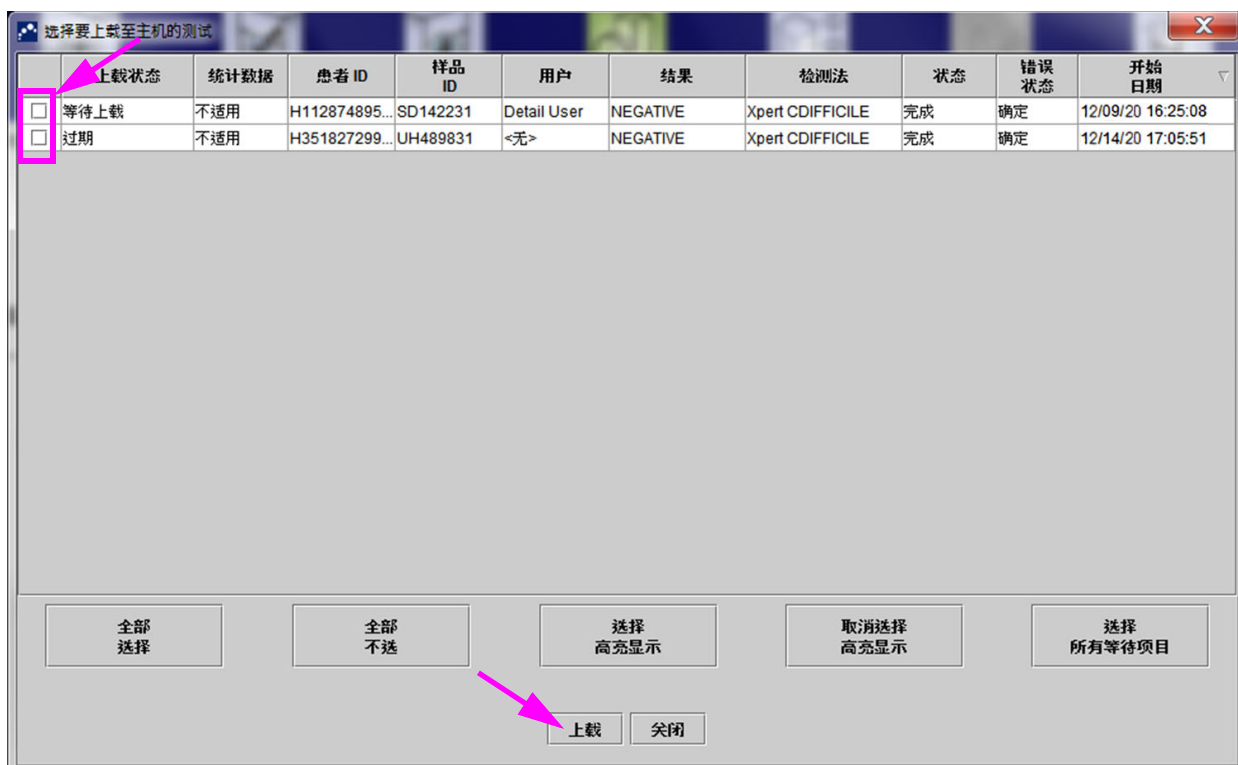 选择要上载至主机的测试
上载状态 统计数据 患者 ID 样品 ID 用户 结果 检测法 状态 错误 状态 开始 日期
等待上载 不适用 H112874895... SD142231 Detail User NEGATIVE Xpert CDIFFICILE 完成 确定 12/09/20 16:25:08
过期 不适用 H351827299... UH489831 <无> NEGATIVE Xpert CDIFFICILE 完成 确定 12/14/20 17:05:51
全部 全部 选择 取消选择 选择
选择 不选 高亮显示 高亮显示 所有等待项目
上载 关闭